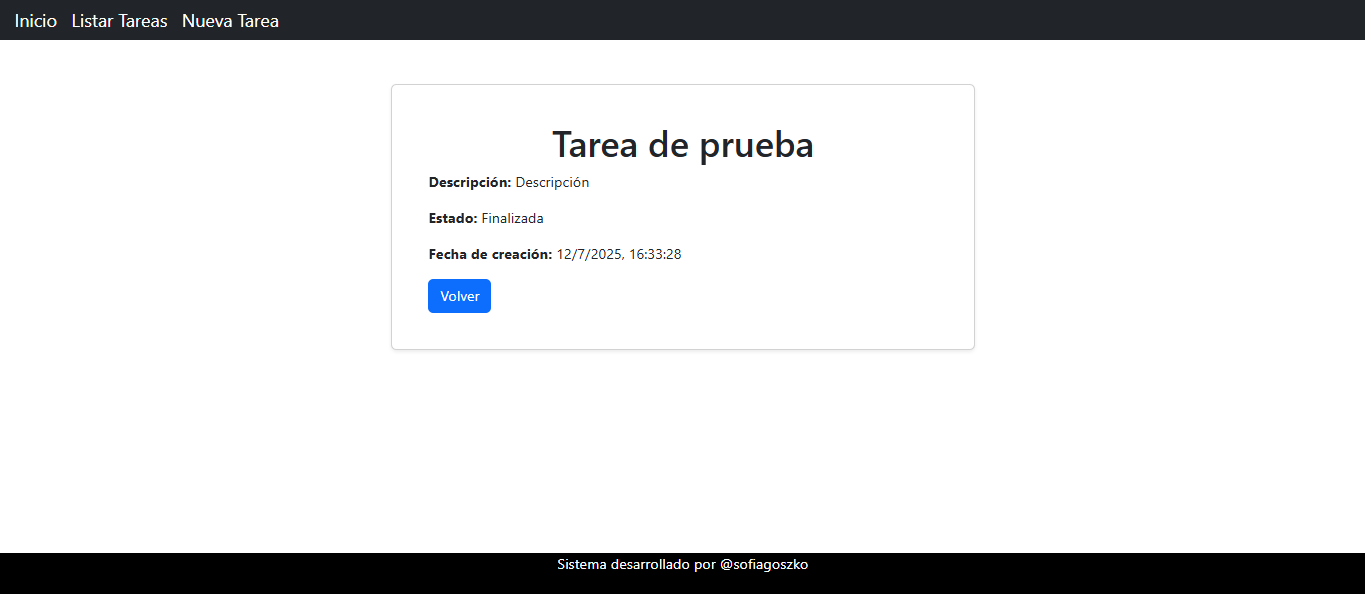 Inicio Listar Tareas Nueva Tarea
Tarea de prueba
Descripción: Descripción
Estado: Finalizada
Fecha de creación: 12/7/2025, 16:33:28
Volver
Sistema desarrollado por @sofiagoszko